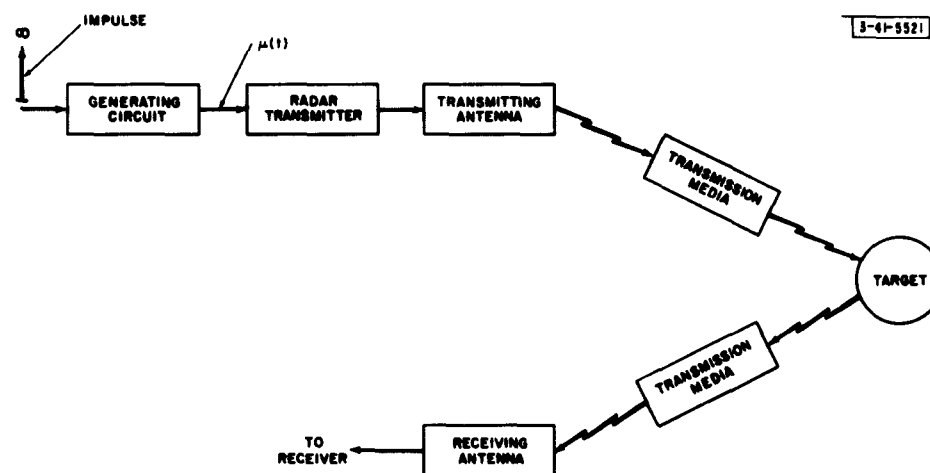 ∞
IMPULSE
μ(t)
3-41-5521
GENERATING
CIRCUIT
RADAR
TRANSMITTER
TRANSMITTING
ANTENNA
TRANSMISSION
MEDIA
TARGET
TRANSMISSION
MEDIA
TO
RECEIVER
RECEIVING
ANTENNA